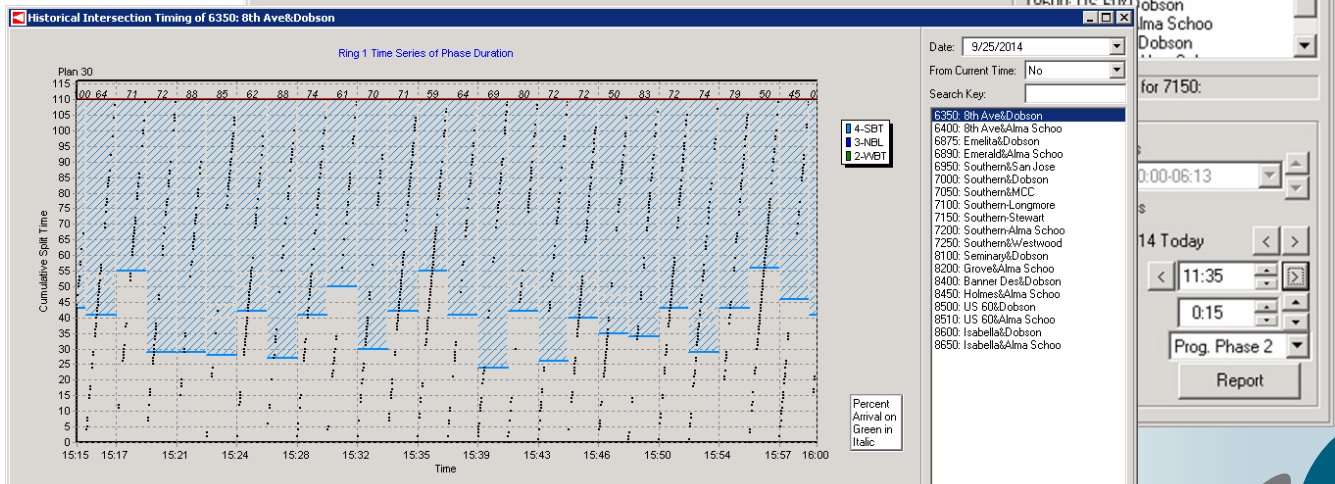 Historical Intersection Timing of 6350: 8th Ave&Dobson
Ring 1 Time Series of Phase Duration
Plan 30
00 64 71 72 88 85 62 88 74 61 70 71 59 64 69 80 72 72 50 83 72 74 79 50 45 0
115
110
105
100
95
90
85
80
75
70
65
60
55
50
45
40
35
30
25
20
15
10
5
0
Cumulative Split Time
15:15 15:17 15:21 15:24 15:28 15:32 15:35 15:39 15:43 15:46 15:50 15:54 15:57 16:00
Time
4-SBT
3-NBL
2-WBT
Percent
Arrival on
Green in
Italic
Date: 9/25/2014
From Current Time: No
Search Key:
6350: 8th Ave&Dobson
6400: 8th Ave&Alma Schoo
6875: Emelita&Dobson
6890: Emerald&Alma Schoo
6950: Southern&San Jose
7000: Southern&Dobson
7050: Southern&MCC
7100: Southern-Longmore
7150: Southern-Stewart
7200: Southern-Alma Schoo
7250: Southern&Westwood
8100: Seminary&Dobson
8200: Grove&Alma Schoo
8400: Banner Des&Dobson
8450: Holmes&Alma Schoo
8500: US 60&Dobson
8510: US 60&Alma Schoo
8600: Isabella&Dobson
8650: Isabella&Alma Schoo
Dobson
lma Schoo
Dobson
for 7150:
s
0:00-06:13
s
14 Today < >
< 11:35 >
0:15
Prog. Phase 2
Report